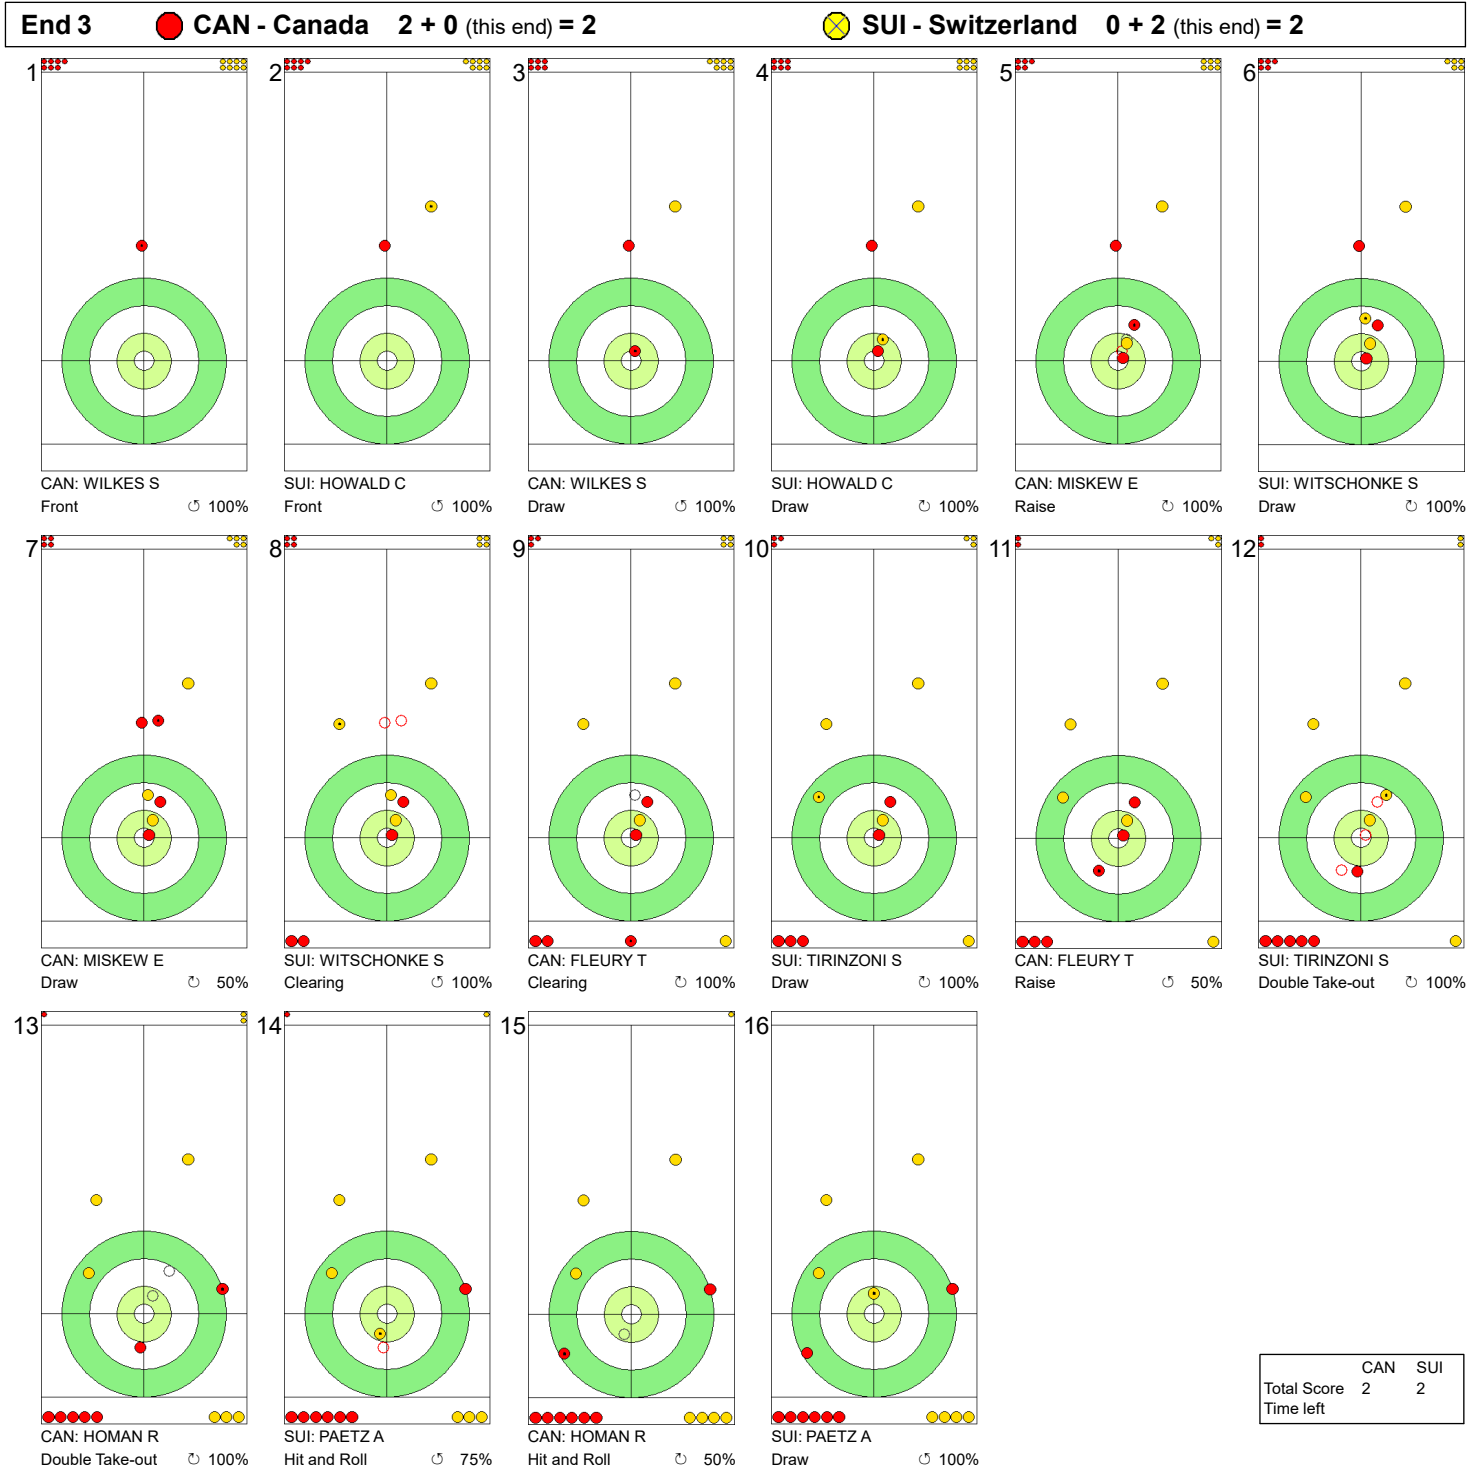 End 3 CAN - Canada 2 + 0 (this end) = 2 SUI - Switzerland 0 + 2 (this end) = 2
1 2 3 4 5 6
CAN: WILKES S SUI: HOWALD C CAN: WILKES S SUI: HOWALD C CAN: MISKEW E SUI: WITSCHONKE S
Front ↺ 100% Front ↺ 100% Draw ↺ 100% Draw ↺ 100% Raise ↺ 100% Draw ↺ 100%
7 8 9 10 11 12
CAN: MISKEW E SUI: WITSCHONKE S CAN: FLEURY T SUI: TIRINZONI S CAN: FLEURY T SUI: TIRINZONI S
Draw ↻ 50% Clearing ↺ 100% Clearing ↻ 100% Draw ↺ 100% Raise ↺ 50% Double Take-out ↻ 100%
13 14 15 16
CAN: HOMAN R SUI: PAETZ A CAN: HOMAN R SUI: PAETZ A
Double Take-out ↻ 100% Hit and Roll ↺ 75% Hit and Roll ↻ 50% Draw ↺ 100%
CAN SUI
Total Score 2 2
Time left